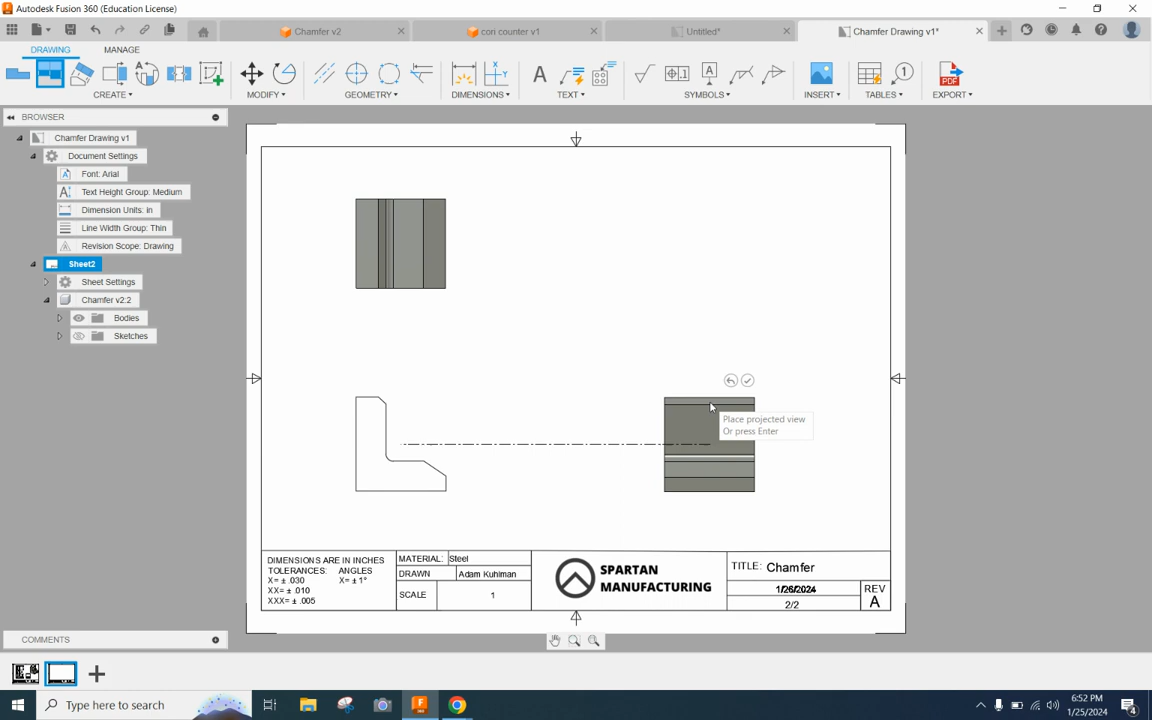 Autodesk Fusion 360 (Education License)
Chamfer v2
cori counter v1
Untitled*
Chamfer Drawing v1*
DRAWING
MANAGE
CREATE
MODIFY
GEOMETRY
DIMENSIONS
TEXT
SYMBOLS
INSERT
TABLES
EXPORT
BROWSER
Chamfer Drawing v1
Document Settings
Font: Arial
Text Height Group: Medium
Dimension Units: in
Line Width Group: Thin
Revision Scope: Drawing
Sheet2
Sheet Settings
Chamfer v2:2
Bodies
Sketches
Place projected view
Or press Enter
DIMENSIONS ARE IN INCHES
TOLERANCES: ANGLES
X= ± .030 X= ± 1°
XX= ± .010
XXX= ± .005
MATERIAL: Steel
DRAWN Adam Kuhlman
SCALE 1
SPARTAN
MANUFACTURING
TITLE: Chamfer
1/26/2024
2/2
REV
A
COMMENTS
Type here to search
6:52 PM
1/25/2024
4